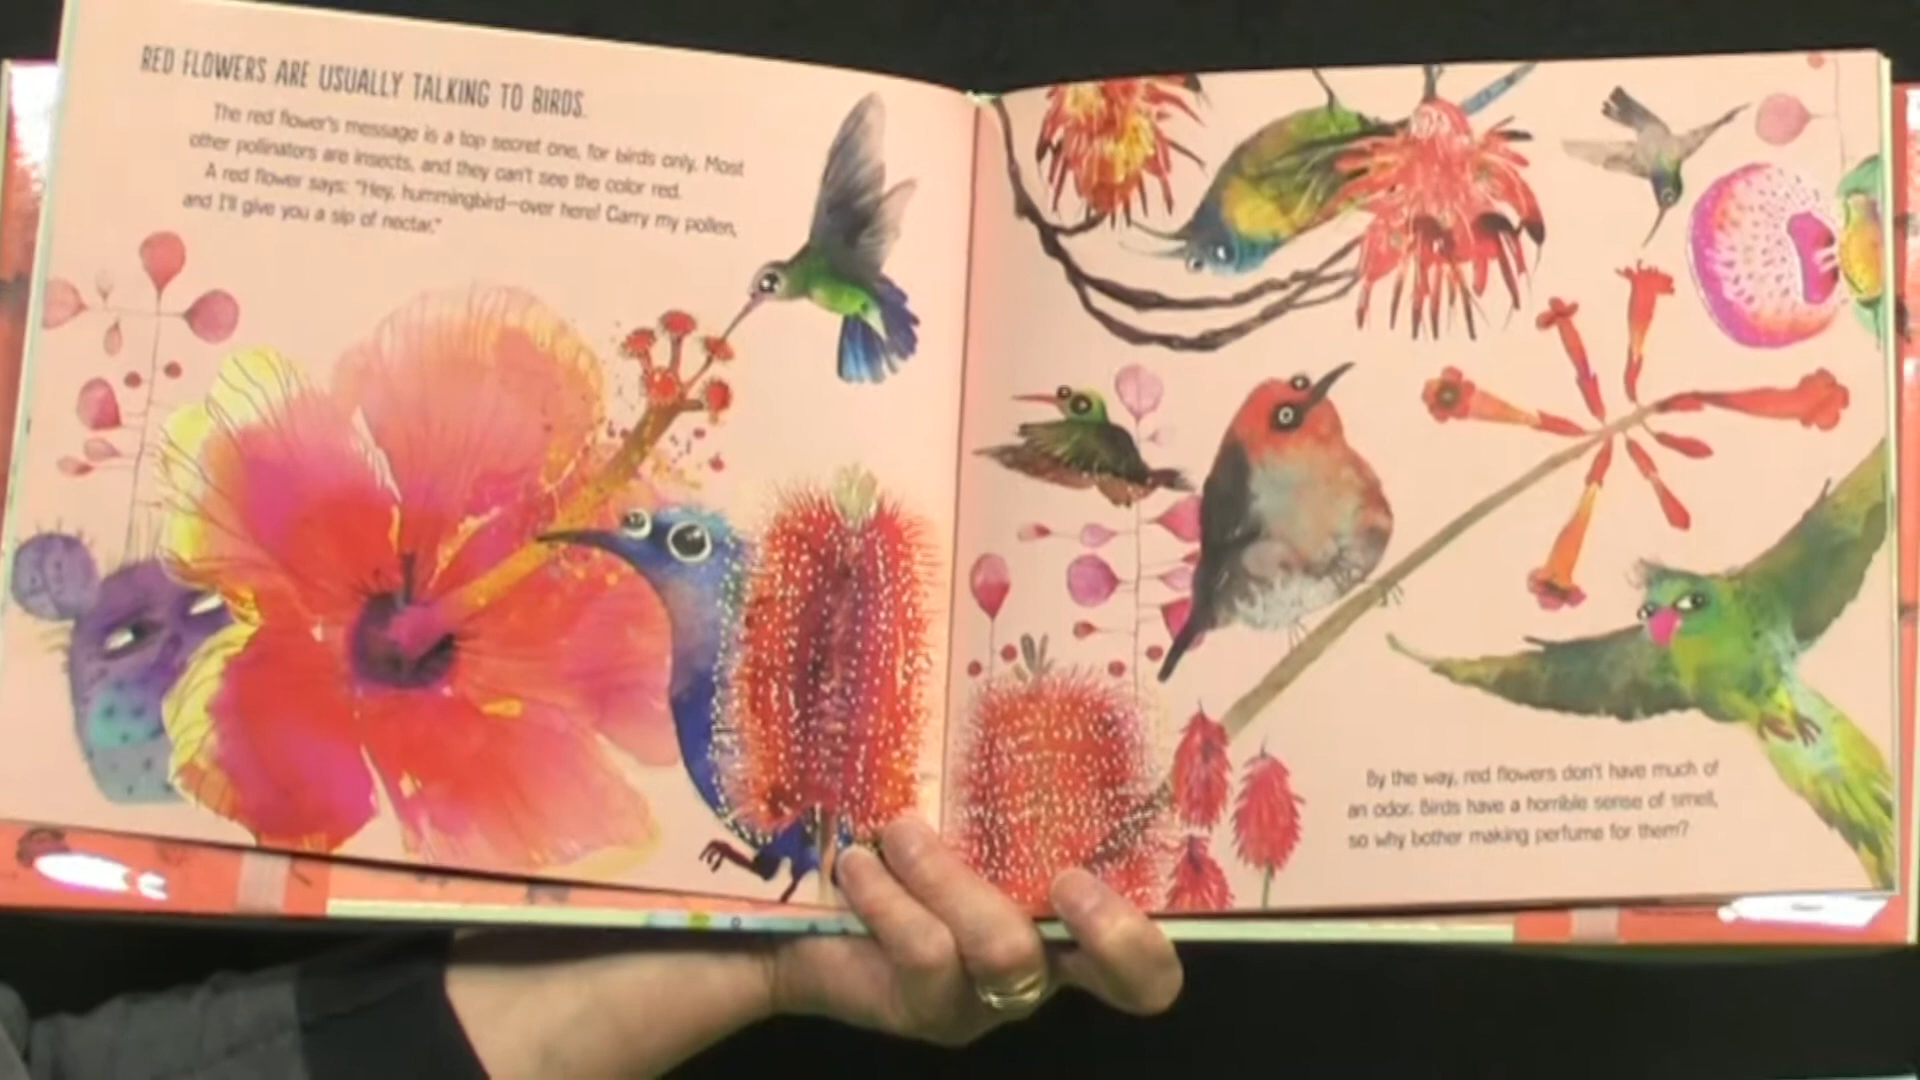 RED FLOWERS ARE USUALLY TALKING TO BIRDS.
The red flower's message is a top secret one, for birds only. Most
other pollinators are insects, and they can't see the color red.
A red flower says: "Hey, hummingbird—over here! Carry my pollen,
and I'll give you a sip of nectar."
By the way, red flowers don't have much of
an odor. Birds have a horrible sense of smell,
so why bother making perfume for them?